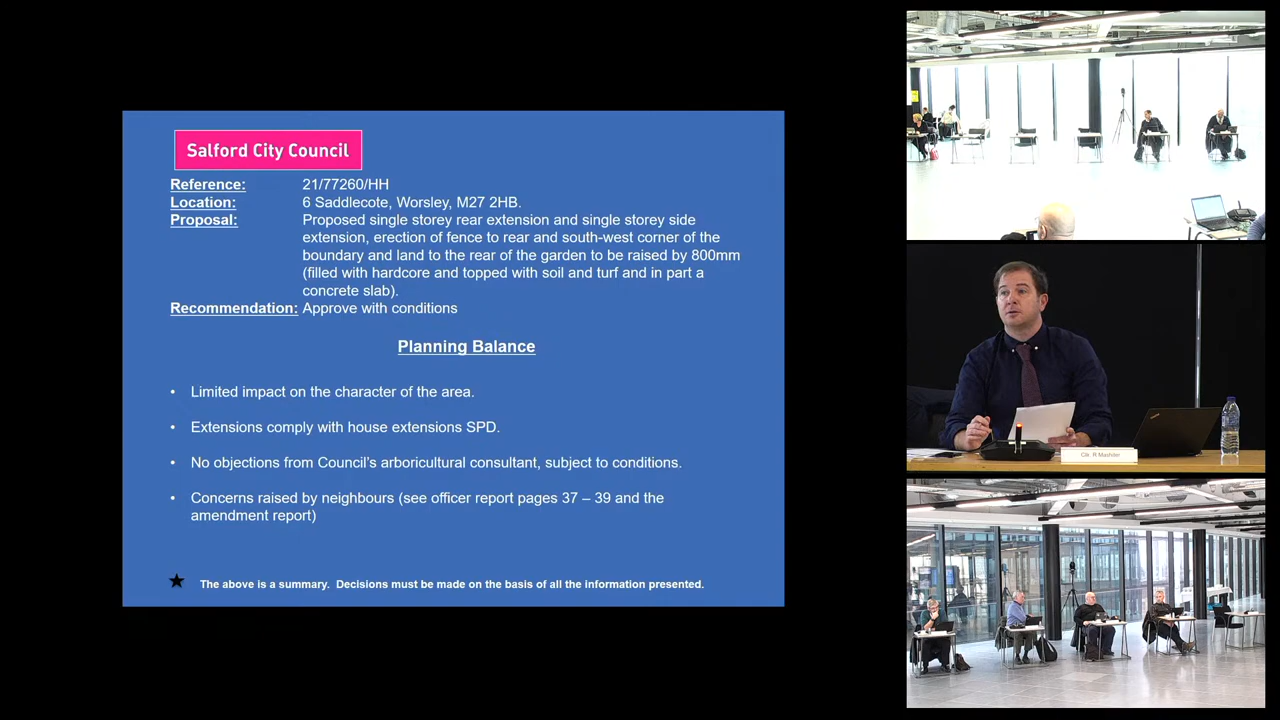 Salford City Council
Reference: 21/77260/HH
Location: 6 Saddlecote, Worsley, M27 2HB.
Proposal: Proposed single storey rear extension and single storey side
extension, erection of fence to rear and south-west corner of the
boundary and land to the rear of the garden to be raised by 800mm
(filled with hardcore and topped with soil and turf and in part a
concrete slab).
Recommendation: Approve with conditions
Planning Balance
• Limited impact on the character of the area.
• Extensions comply with house extensions SPD.
• No objections from Council's arboricultural consultant, subject to conditions.
• Concerns raised by neighbours (see officer report pages 37 – 39 and the
amendment report)
★ The above is a summary. Decisions must be made on the basis of all the information presented.
Cllr. R Mashiter